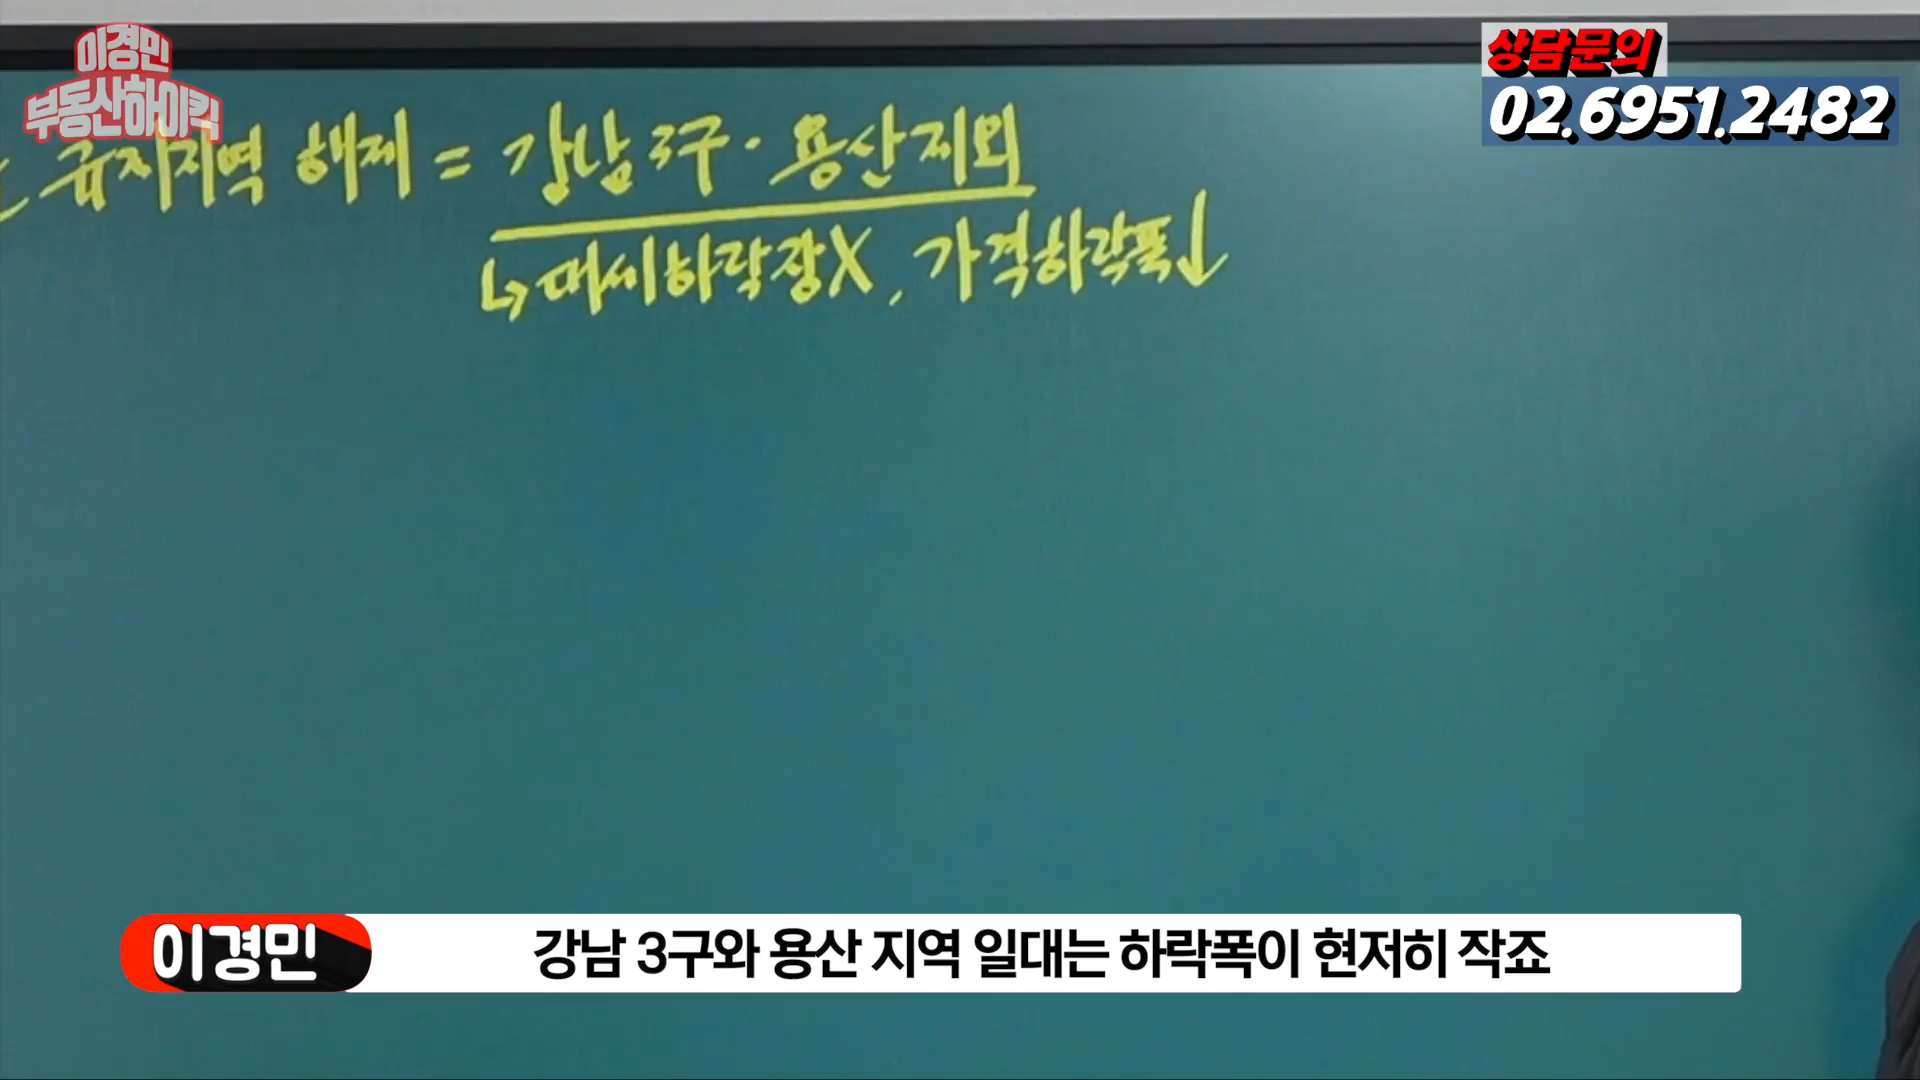 이경민
부동산하이킥
상담문의
02.6951.2482
규제지역 해제 = 강남 3구 · 용산 제외
↳ 대세하락장X, 가격하락폭↓
이경민
강남 3구와 용산 지역 일대는 하락폭이 현저히 작죠